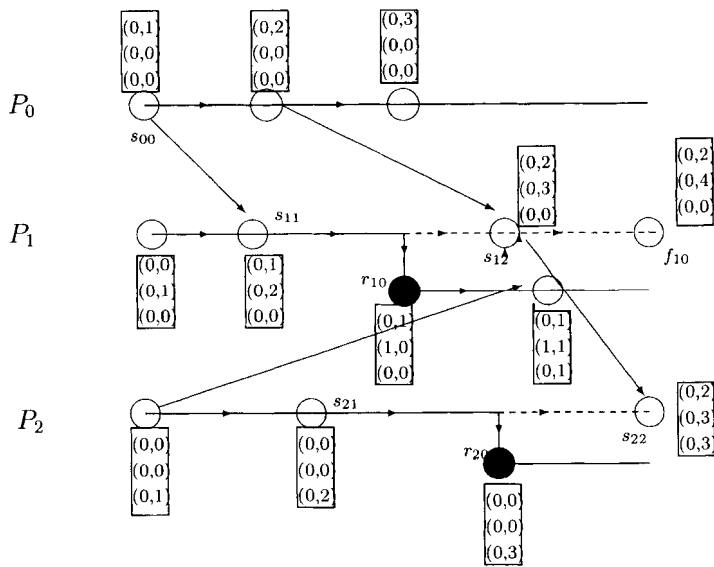 (0,1 (0,2 (0,3
(0,0) (0,0) (0,0)
(0,0) (0,0) (0,0)
P0
s00
(0,2 (0,2
(0,3 (0,4
(0,0) (0,0)
s11
P1
s12 f10
(0,0 (0,1
(0,1 (0,2
(0,0) (0,0)
r10
(0,1 (0,1
(1,0 (1,1
(0,0) (0,1
s21
P2
s22
(0,2
(0,3
(0,3
(0,0 (0,0
(0,0 (0,0
(0,1 (0,2
r20
(0,0
(0,0
(0,3